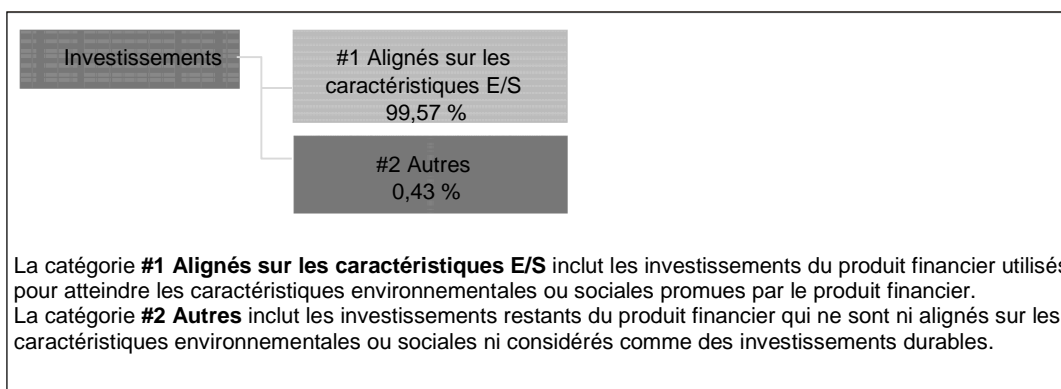 Investissements
#1 Alignés sur les
caractéristiques E/S
99,57 %
#2 Autres
0,43 %
La catégorie #1 Alignés sur les caractéristiques E/S inclut les investissements du produit financier utilisés
pour atteindre les caractéristiques environnementales ou sociales promues par le produit financier.
La catégorie #2 Autres inclut les investissements restants du produit financier qui ne sont ni alignés sur les
caractéristiques environnementales ou sociales ni considérés comme des investissements durables.